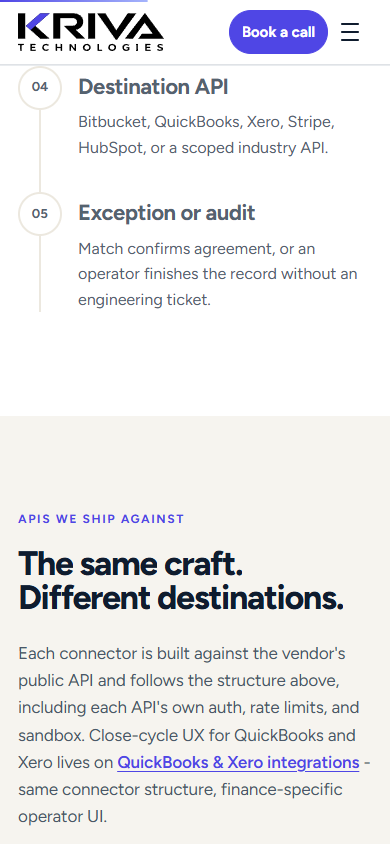 KRIVA
TECHNOLOGIES
Book a call
04
Destination API
Bitbucket, QuickBooks, Xero, Stripe,
HubSpot, or a scoped industry API.
05
Exception or audit
Match confirms agreement, or an
operator finishes the record without an
engineering ticket.
APIS WE SHIP AGAINST
The same craft.
Different destinations.
Each connector is built against the vendor's
public API and follows the structure above,
including each API's own auth, rate limits, and
sandbox. Close-cycle UX for QuickBooks and
Xero lives on QuickBooks & Xero integrations -
same connector structure, finance-specific
operator UI.